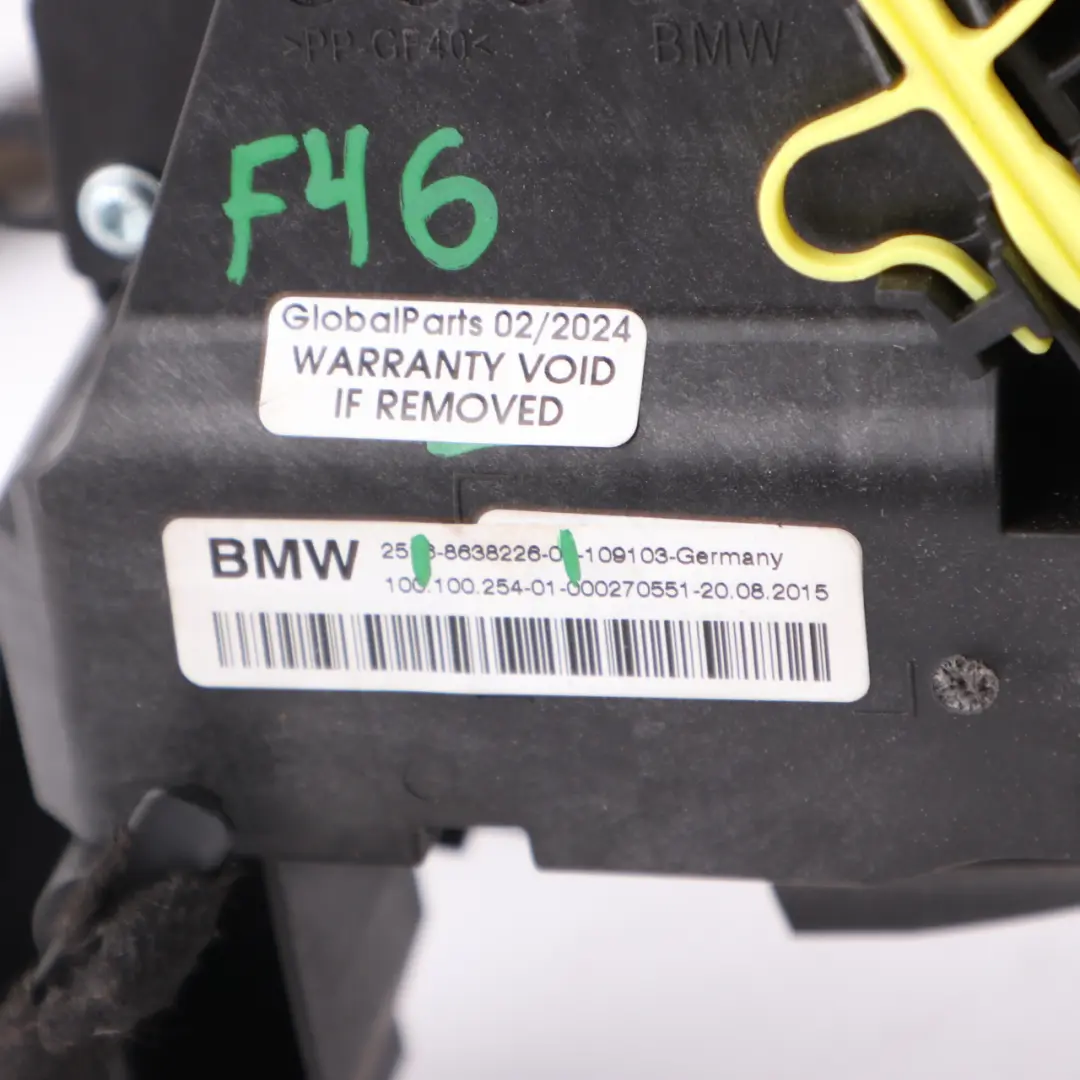 >PP-GF40<
BMW
F46
GlobalParts 02/2024
WARRANTY VOID
IF REMOVED
BMW
-109103-Germany
100.100.254-01-000270551-20.08.2015